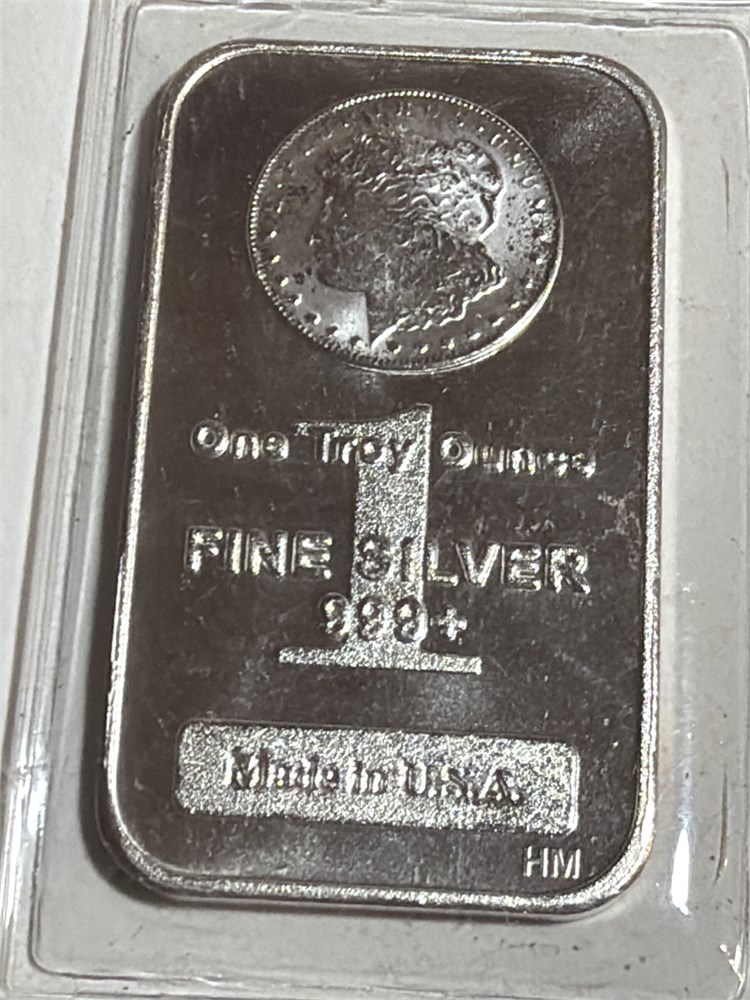 One Troy Ounce
1
FINE SILVER
999+
Made in U.S.A.
HM